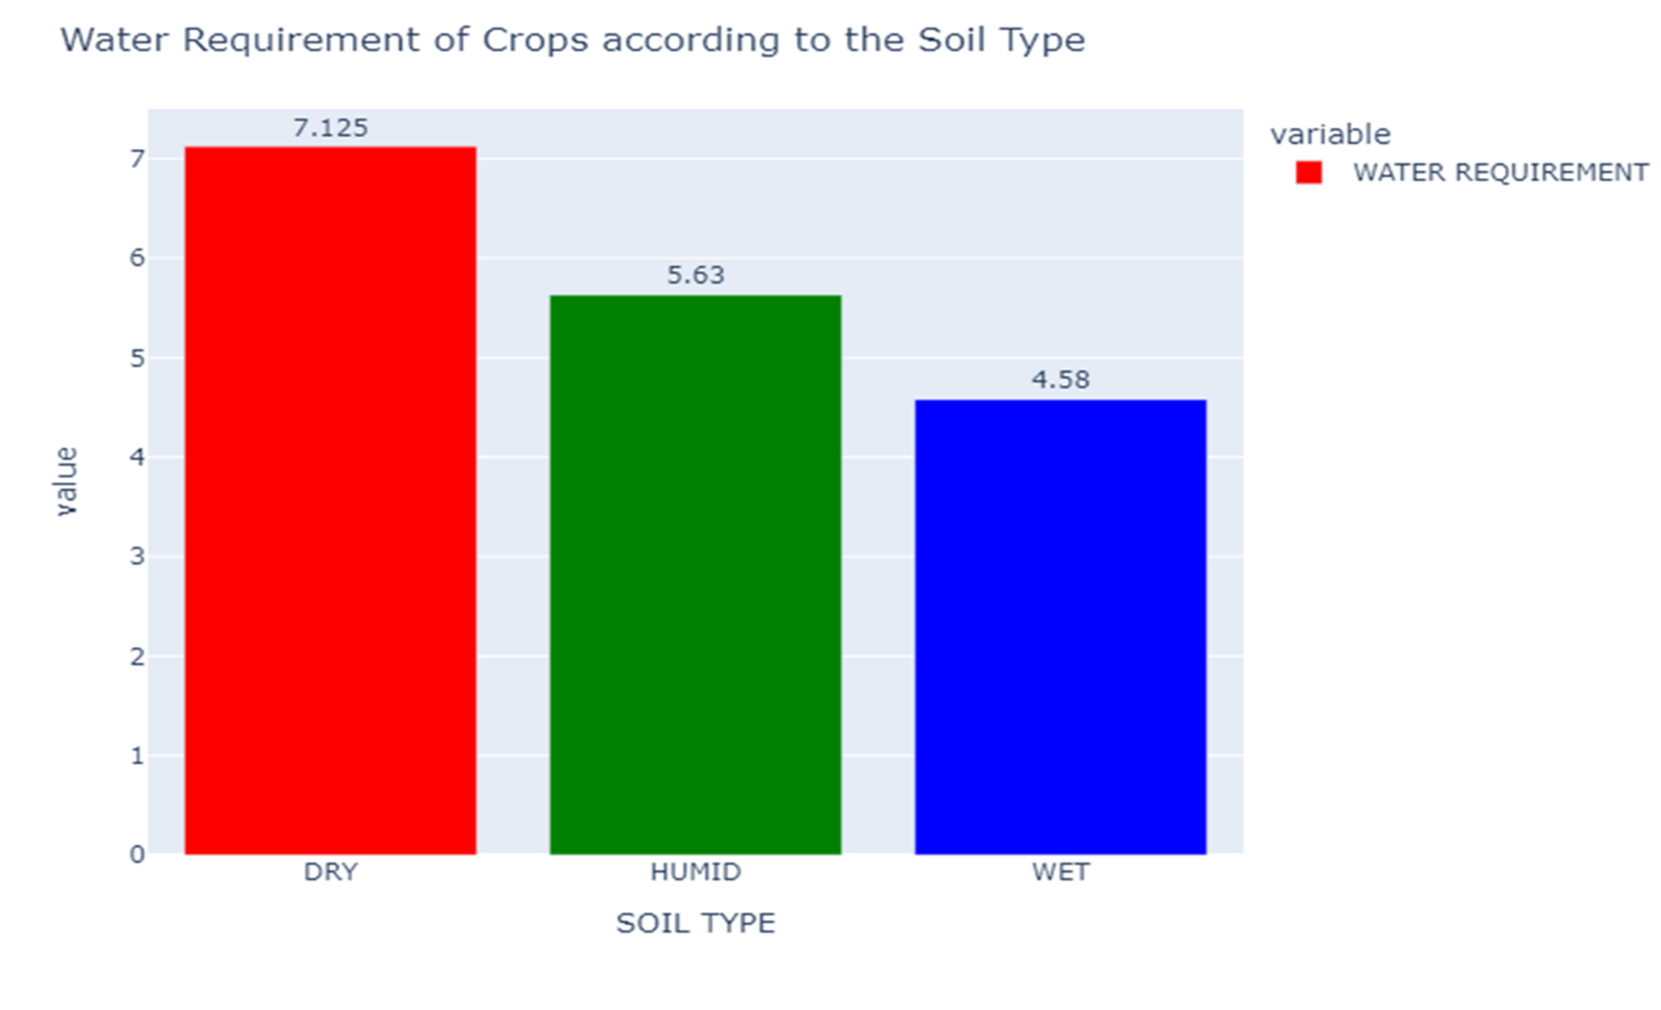 Water Requirement of Crops according to the Soil Type
variable
WATER REQUIREMENT
7.125
5.63
4.58
7
6
5
4
3
2
1
0
value
DRY
HUMID
WET
SOIL TYPE